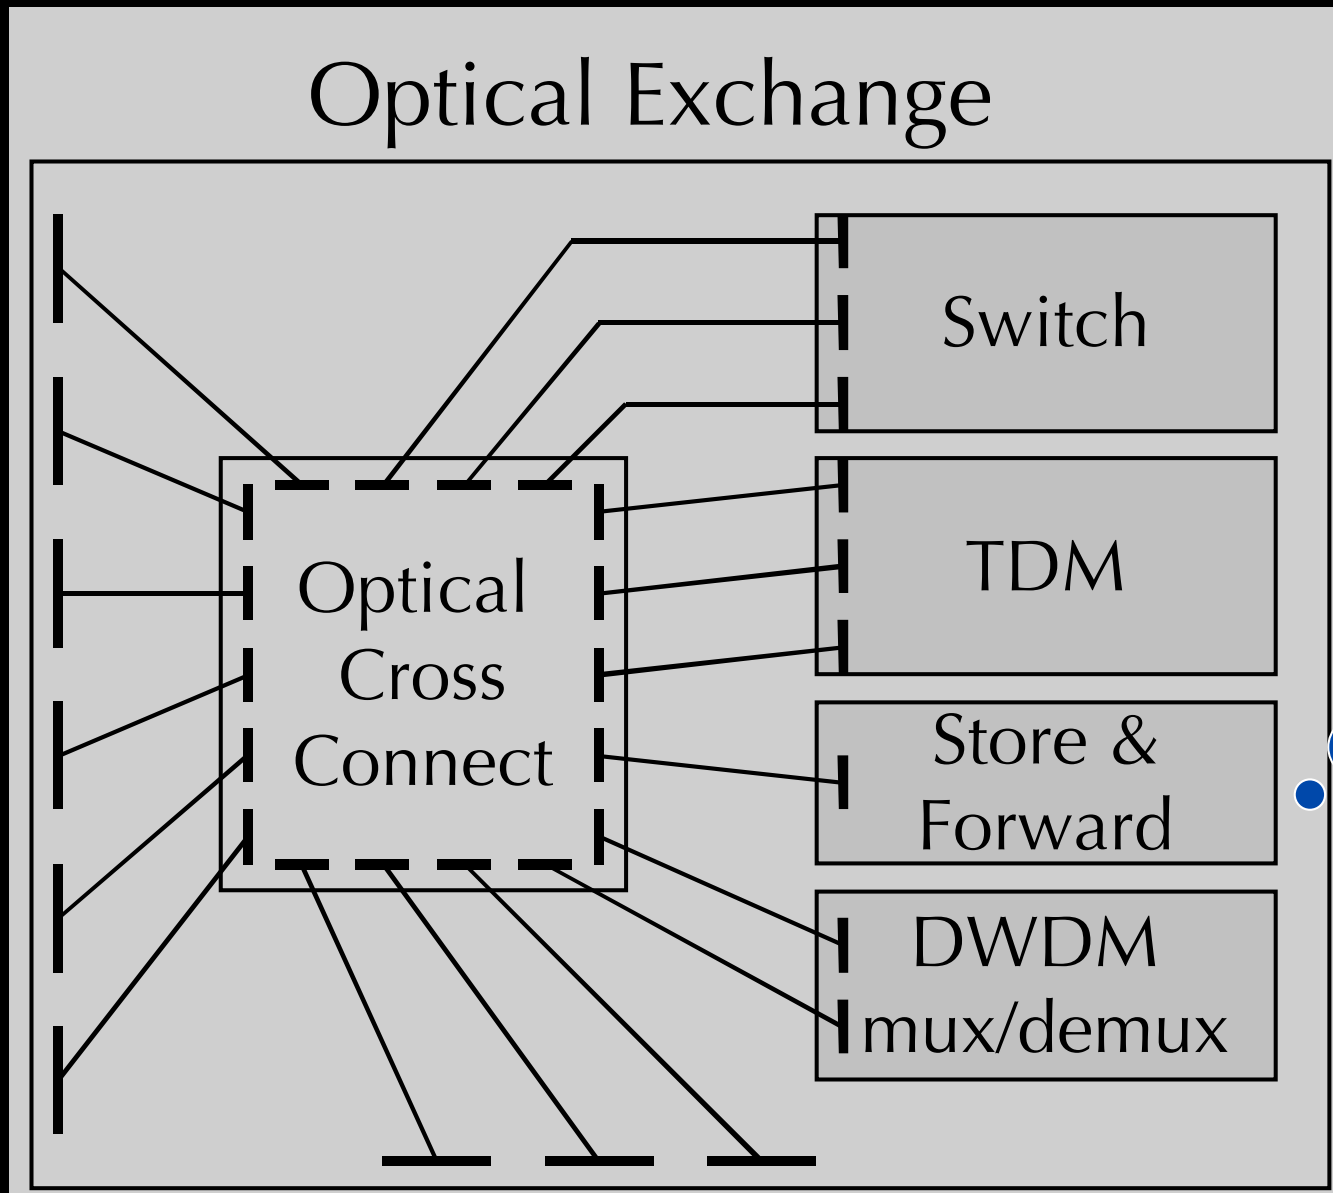 Optical Exchange
Switch
Optical
Cross
Connect
TDM
Store &
Forward
DWDM
mux/demux